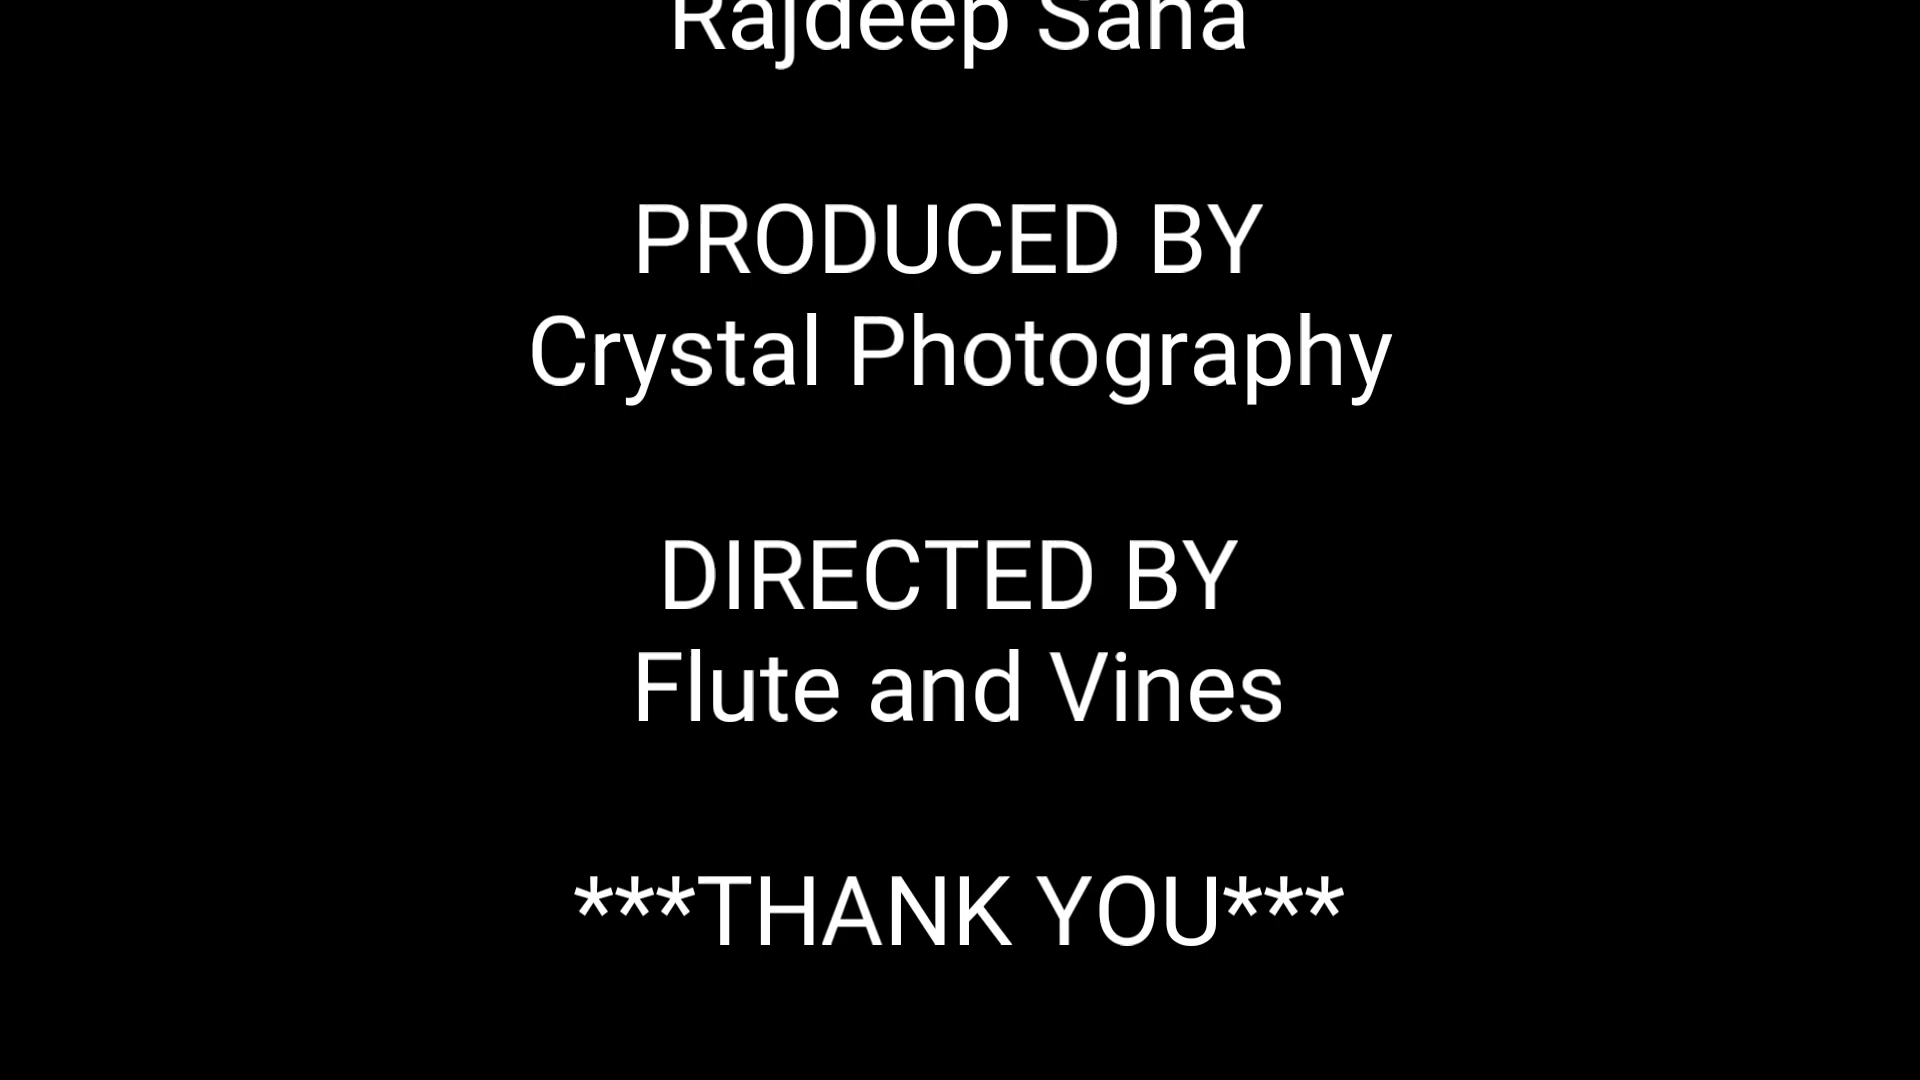 Rajdeep Saha
PRODUCED BY
Crystal Photography
DIRECTED BY
Flute and Vines
***THANK YOU***